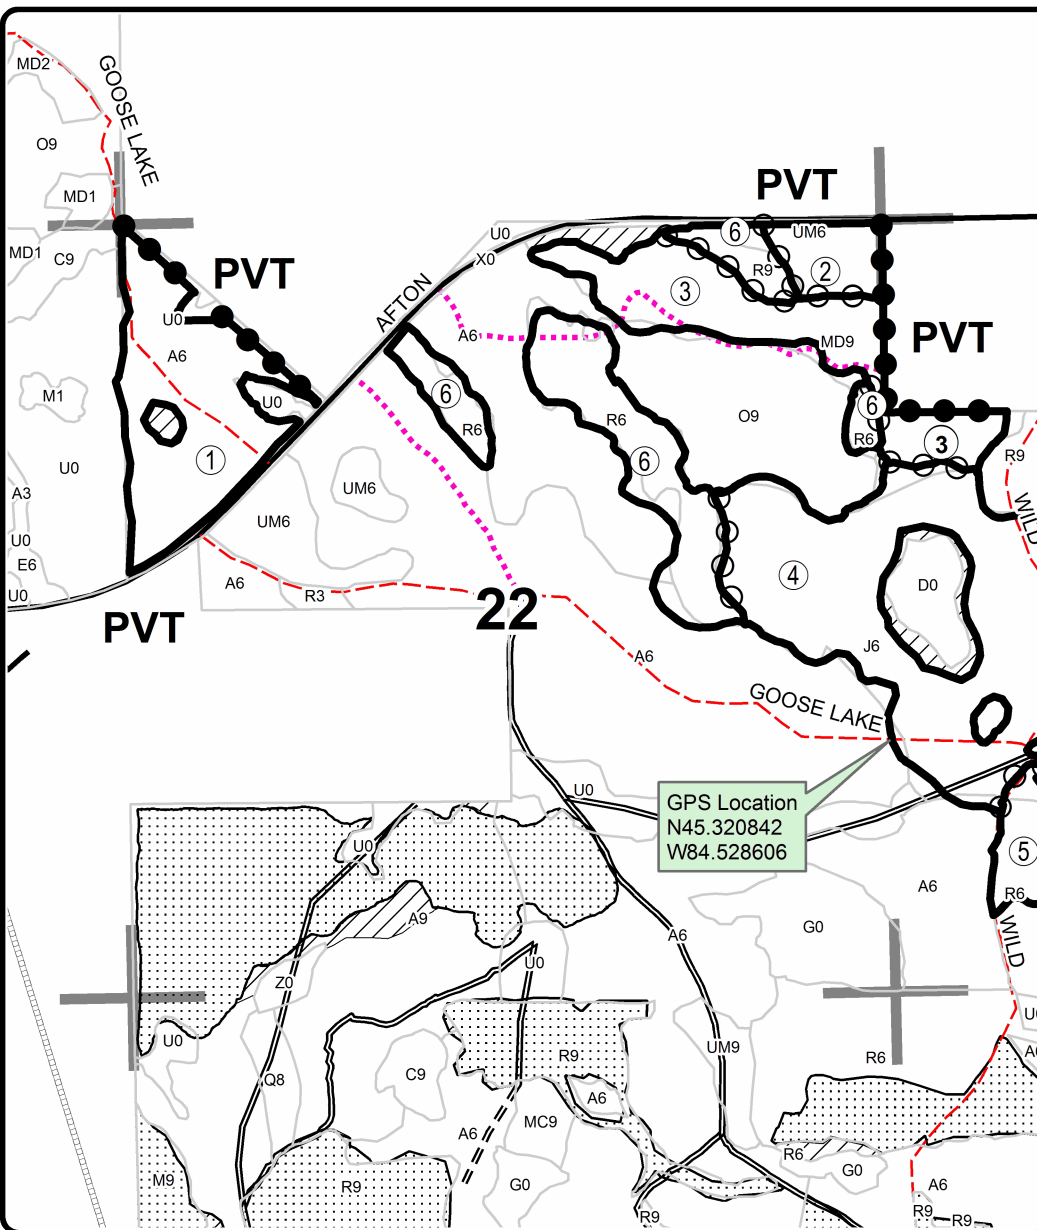 MD2
GOOSE LAKE
O9
MD1
PVT
MD1
C9
U0
UM6
6
PVT
X0
R9
2
3
AFTON
U0
A6
A6
MD9
PVT
M1
U0
6
R6
R6
O9
6
R6
3
R9
1
6
U0
UM6
WILD
A3
UM6
U0
E6
A6
R3
4
D0
U0
22
PVT
J6
A6
GOOSE LAKE
GPS Location
N45.320842
W84.528606
U0
U0
5
A6
R6
A9
G0
A6
WILD
U0
Z0
U0
UM9
R9
R6
Q8
C9
A6
MC9
A6
R6
G0
M9
R9
G0
A6
R9
R9
R9